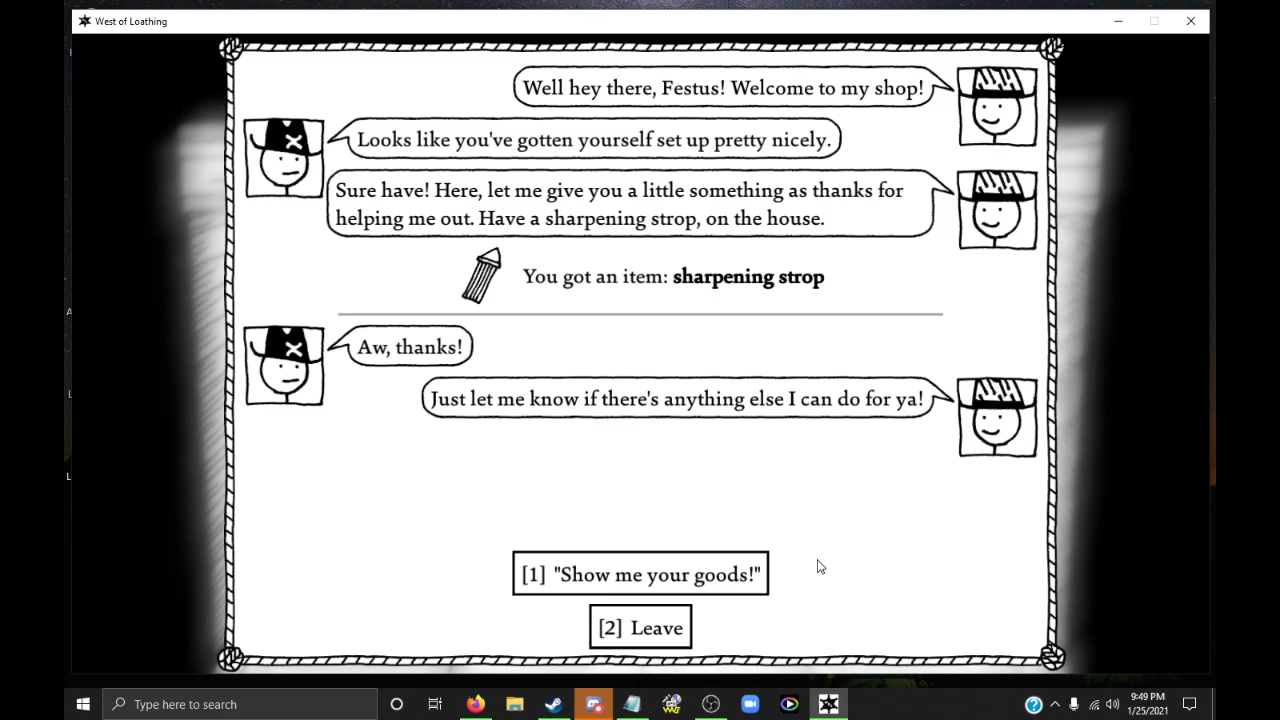 West of Loathing
Well hey there, Festus! Welcome to my shop!
Looks like you've gotten yourself set up pretty nicely.
Sure have! Here, let me give you a little something as thanks for
helping me out. Have a sharpening strop, on the house.
You got an item: sharpening strop
Aw, thanks!
Just let me know if there's anything else I can do for ya!
[1] "Show me your goods!"
[2] Leave
Type here to search
9:49 PM
1/25/2021